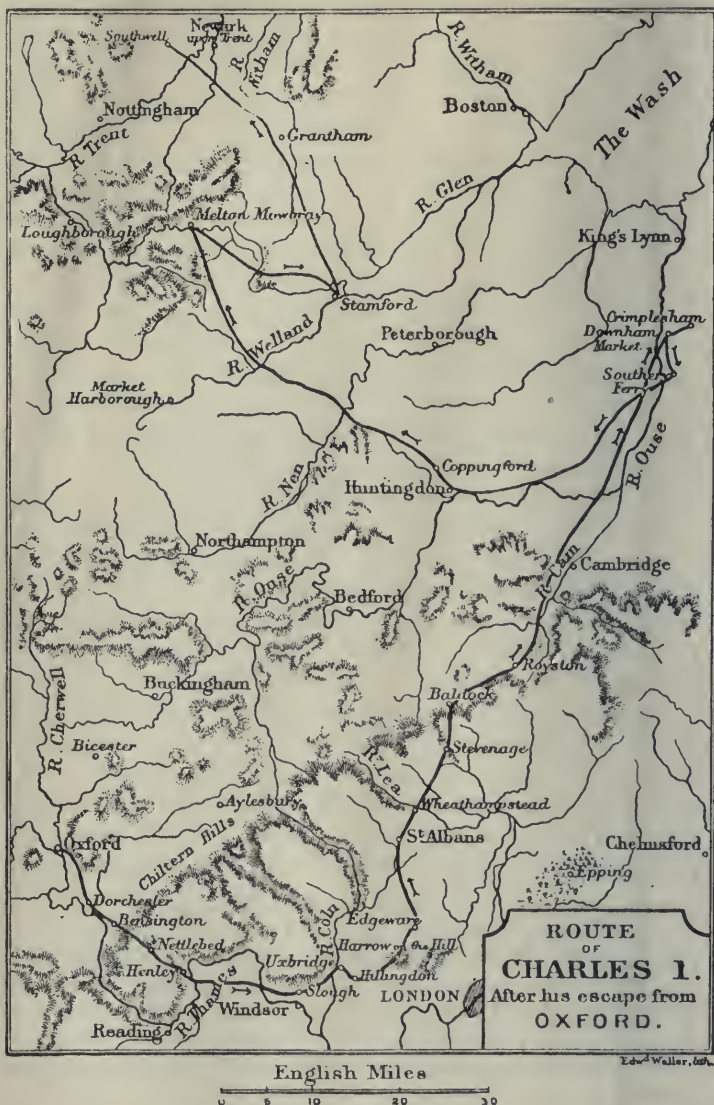 Southwell
Newark
upon Trent
R. Witham
R. Witham
Boston
The Wash
Nottingham
R. Trent
Grantham
R. Glen
Melton Mowbray
Loughborough
King's Lynn
Stamford
Crimplesham
Downham
Market.
Peterborough
R. Welland
Southery
Ferry
Market
Harborough
R. Ouse
Coppingford
R. Nen
Huntingdon
Northampton
R. Cam
Cambridge
R. Ouse
Bedford
Royston
Buckingham
Baldock
R. Cherwell
Bicester
Stevenage
R. Lea
Aylesbury
Wheathampstead
Oxford
St. Albans
Chelmsford
Chiltern Hills
Epping
Dorchester
Bensington
Edgeware
R. Coln
Nettlebed
Harrow on the Hill
Uxbridge
Henley
Hillingdon
Slough
LONDON
R. Thames
Windsor
Reading
ROUTE
OF
CHARLES 1.
After his escape from
OXFORD.
Edwd Weller, lith.
English Miles
0 5 10 20 30